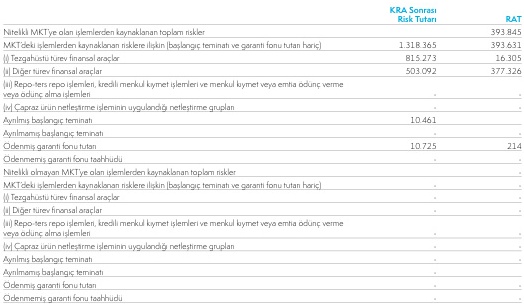 KRA Sonrası
Risk Tutarı RAT
Nitelikli MKT'ye olan işlemlerden kaynaklanan toplam riskler 393.845
MKT'deki işlemlerden kaynaklanan risklere ilişkin (başlangıç teminatı ve garanti fonu tutarı hariç) 1.318.365 393.631
(i) Tezgahüstü türev finansal araçlar 815.273 16.305
(ii) Diğer türev finansal araçlar 503.092 377.326
(iii) Repo-ters repo işlemleri, kredili menkul kıymet işlemleri ve menkul kıymet veya emtia ödünç verme
veya ödünç alma işlemleri - -
(iv) Çapraz ürün netleştirme işleminin uygulandığı netleştirme grupları - -
Ayrılmış başlangıç teminatı 10.461
Ayrılmamış başlangıç teminatı - -
Ödenmiş garanti fonu tutarı 10.725 214
Ödenmemiş garanti fonu taahhüdü - -
Nitelikli olmayan MKT'ye olan işlemlerden kaynaklanan toplam riskler -
MKT'deki işlemlerden kaynaklanan risklere ilişkin (başlangıç teminatı ve garanti fonu tutarı hariç) - -
(i) Tezgahüstü türev finansal araçlar - -
(ii) Diğer türev finansal araçlar - -
(iii) Repo-ters repo işlemleri, kredili menkul kıymet işlemleri ve menkul kıymet veya emtia ödünç verme
veya ödünç alma işlemleri - -
(iv) Çapraz ürün netleştirme işleminin uygulandığı netleştirme grupları - -
Ayrılmış başlangıç teminatı - -
Ayrılmamış başlangıç teminatı - -
Ödenmiş garanti fonu tutarı - -
Ödenmemiş garanti fonu taahhüdü - -